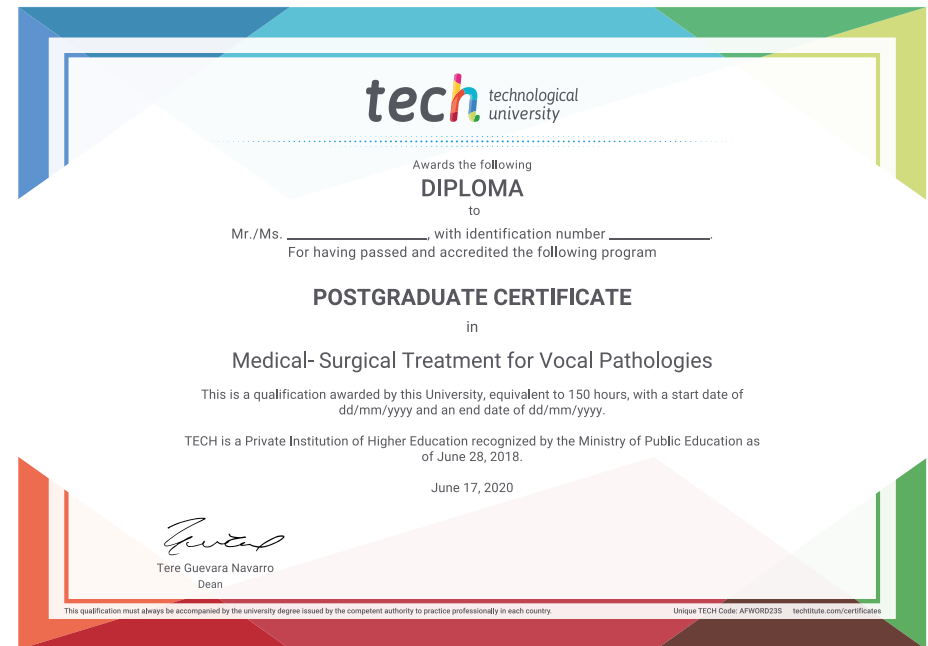 tech technological
university
Awards the following
DIPLOMA
to
Mr./Ms. ____________________, with identification number ______________.
For having passed and accredited the following program
POSTGRADUATE CERTIFICATE
in
Medical- Surgical Treatment for Vocal Pathologies
This is a qualification awarded by this University, equivalent to 150 hours, with a start date of
dd/mm/yyyy and an end date of dd/mm/yyyy.
TECH is a Private Institution of Higher Education recognized by the Ministry of Public Education as
of June 28, 2018.
June 17, 2020
Tere Guevara Navarro
Dean
This qualification must always be accompanied by the university degree issued by the competent authority to practice professionally in each country.
Unique TECH Code: AFWORD23S techtitute.com/certificates